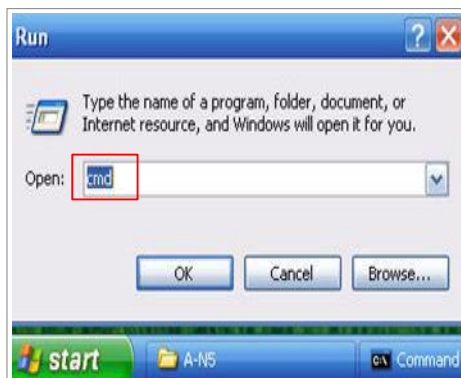 Run
Type the name of a program, folder, document, or
Internet resource, and Windows will open it for you.
Open: cmd
OK Cancel Browse...
start A-N5 Command